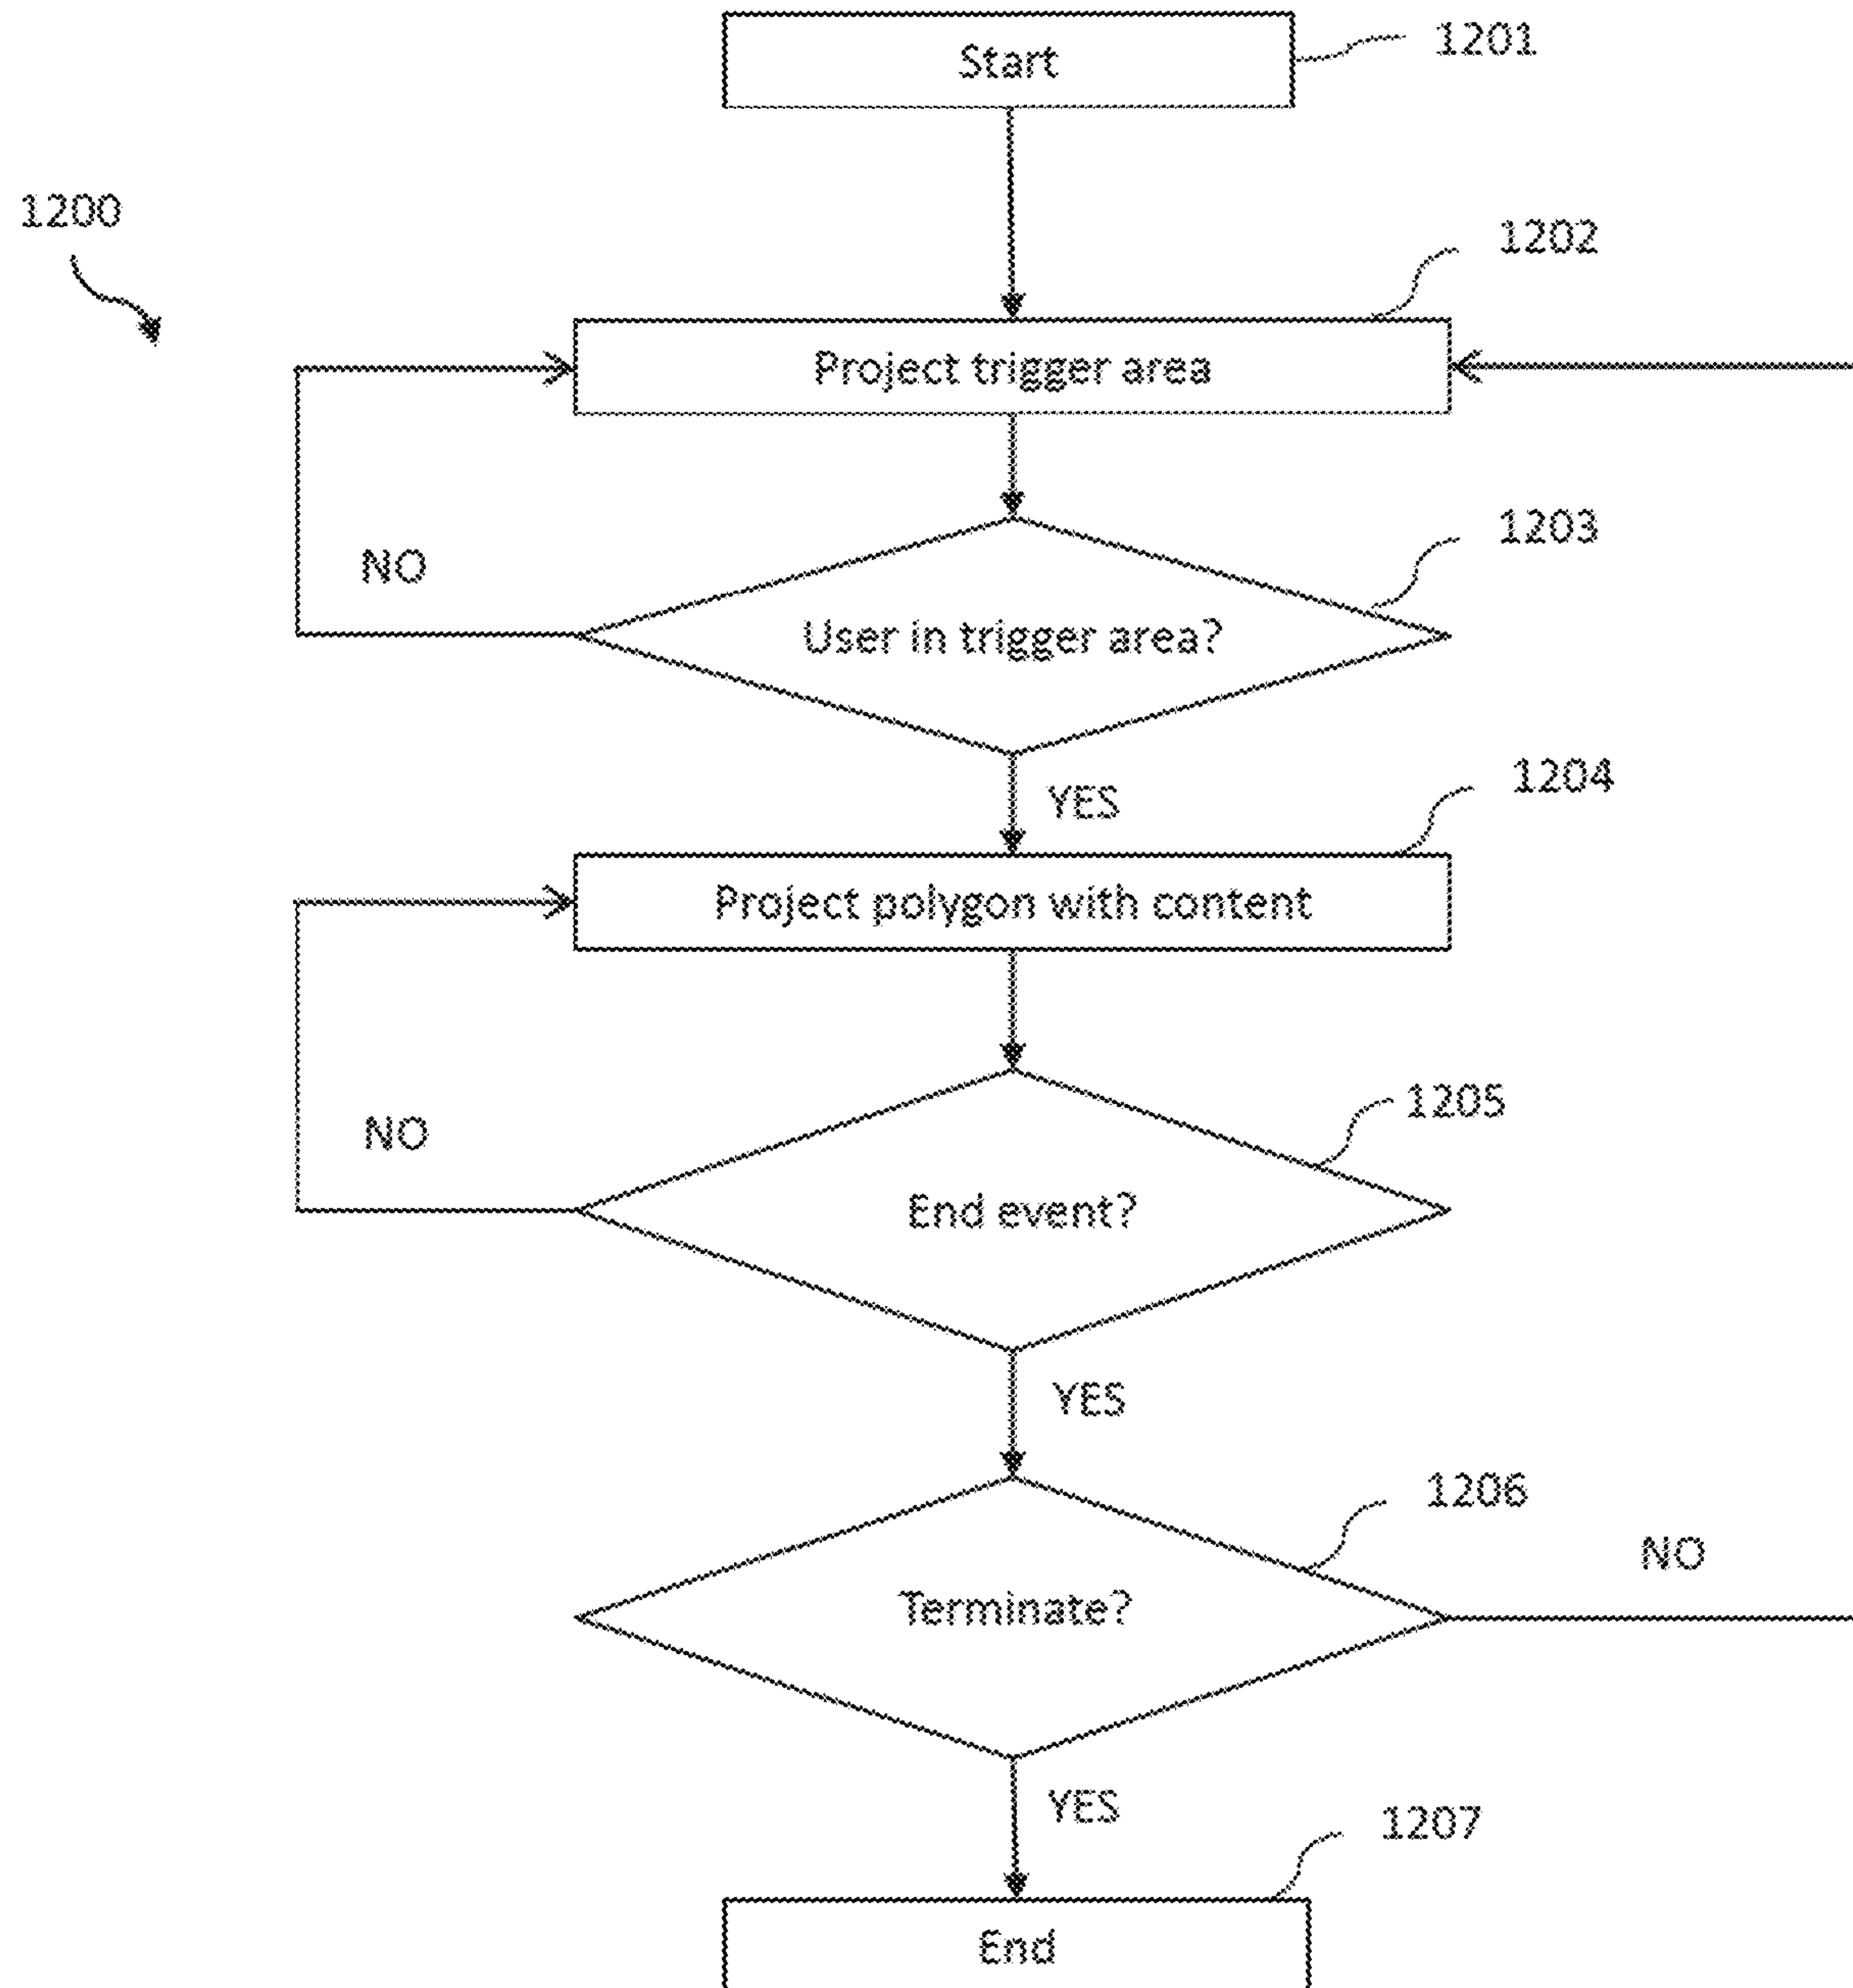 Start
1201
1200
1202
Project trigger area
1203
NO
User in trigger area?
YES
1204
Project polygon with content
1205
NO
End event?
YES
1206
NO
Terminate?
YES
1207
End